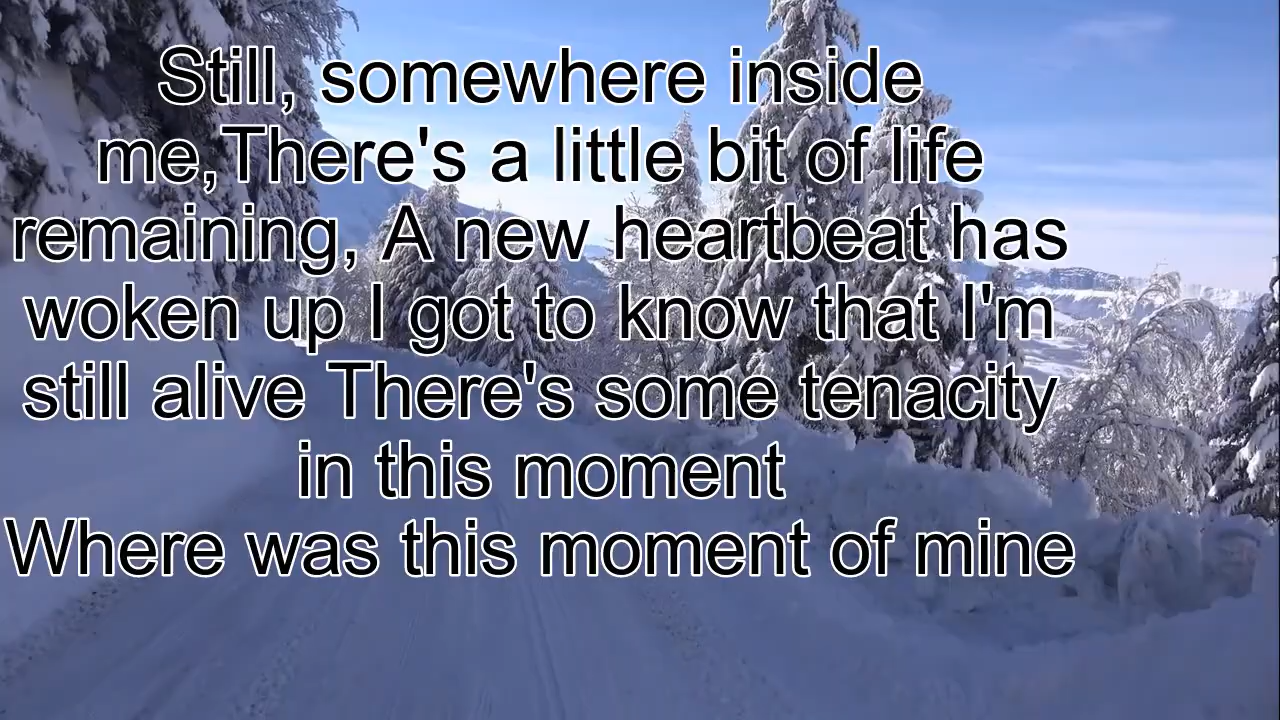 Still, somewhere inside
me,There's a little bit of life
remaining, A new heartbeat has
woken up I got to know that I'm
still alive There's some tenacity
in this moment
Where was this moment of mine